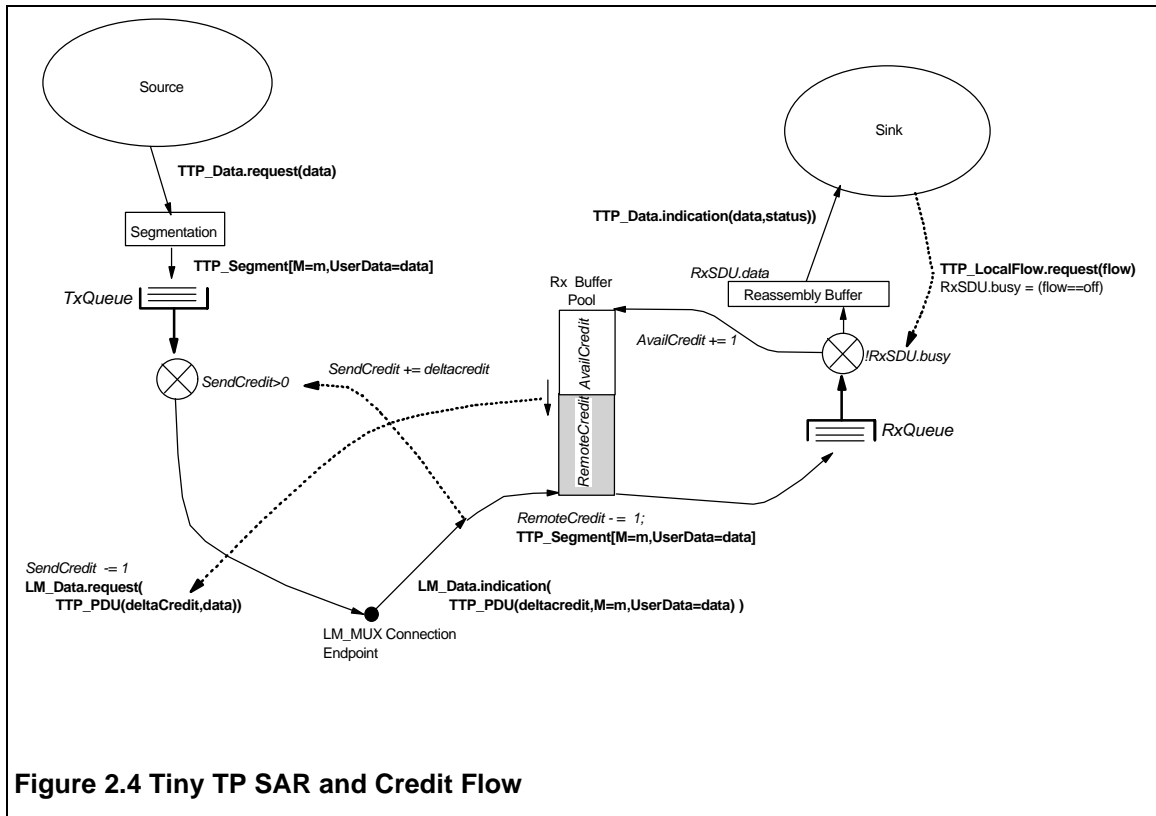 Source
TTP_Data.request(data)
Segmentation
TTP_Segment[M=m,UserData=data]
TxQueue
SendCredit>0
SendCredit += deltacredit
SendCredit -= 1
LM_Data.request(
TTP_PDU(deltaCredit,data))
LM_MUX Connection
Endpoint
LM_Data.indication(
TTP_PDU(deltacredit,M=m,UserData=data) )
RemoteCredit - = 1;
TTP_Segment[M=m,UserData=data]
Rx Buffer
Pool
AvailCredit
RemoteCredit
AvailCredit += 1
RxQueue
!RxSDU.busy
Reassembly Buffer
RxSDU.data
TTP_Data.indication(data,status))
Sink
TTP_LocalFlow.request(flow)
RxSDU.busy = (flow==off)
Figure 2.4 Tiny TP SAR and Credit Flow